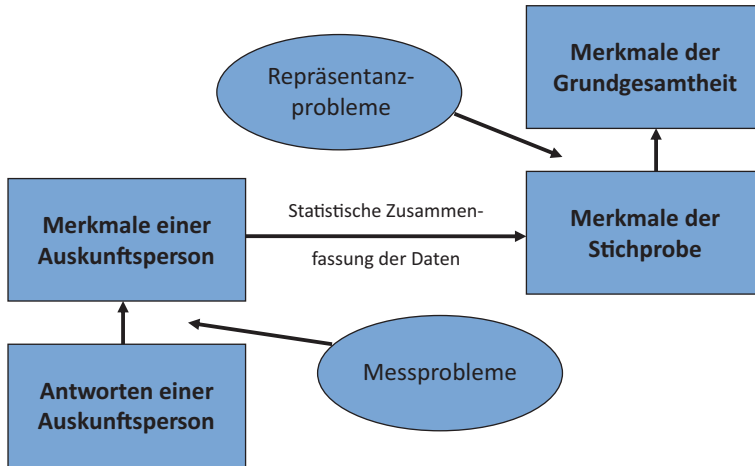 Repräsentanz-
probleme
Merkmale der
Grundgesamtheit
Merkmale einer
Auskunftsperson
Statistische Zusammen-
fassung der Daten
Merkmale der
Stichprobe
Messprobleme
Antworten einer
Auskunftsperson